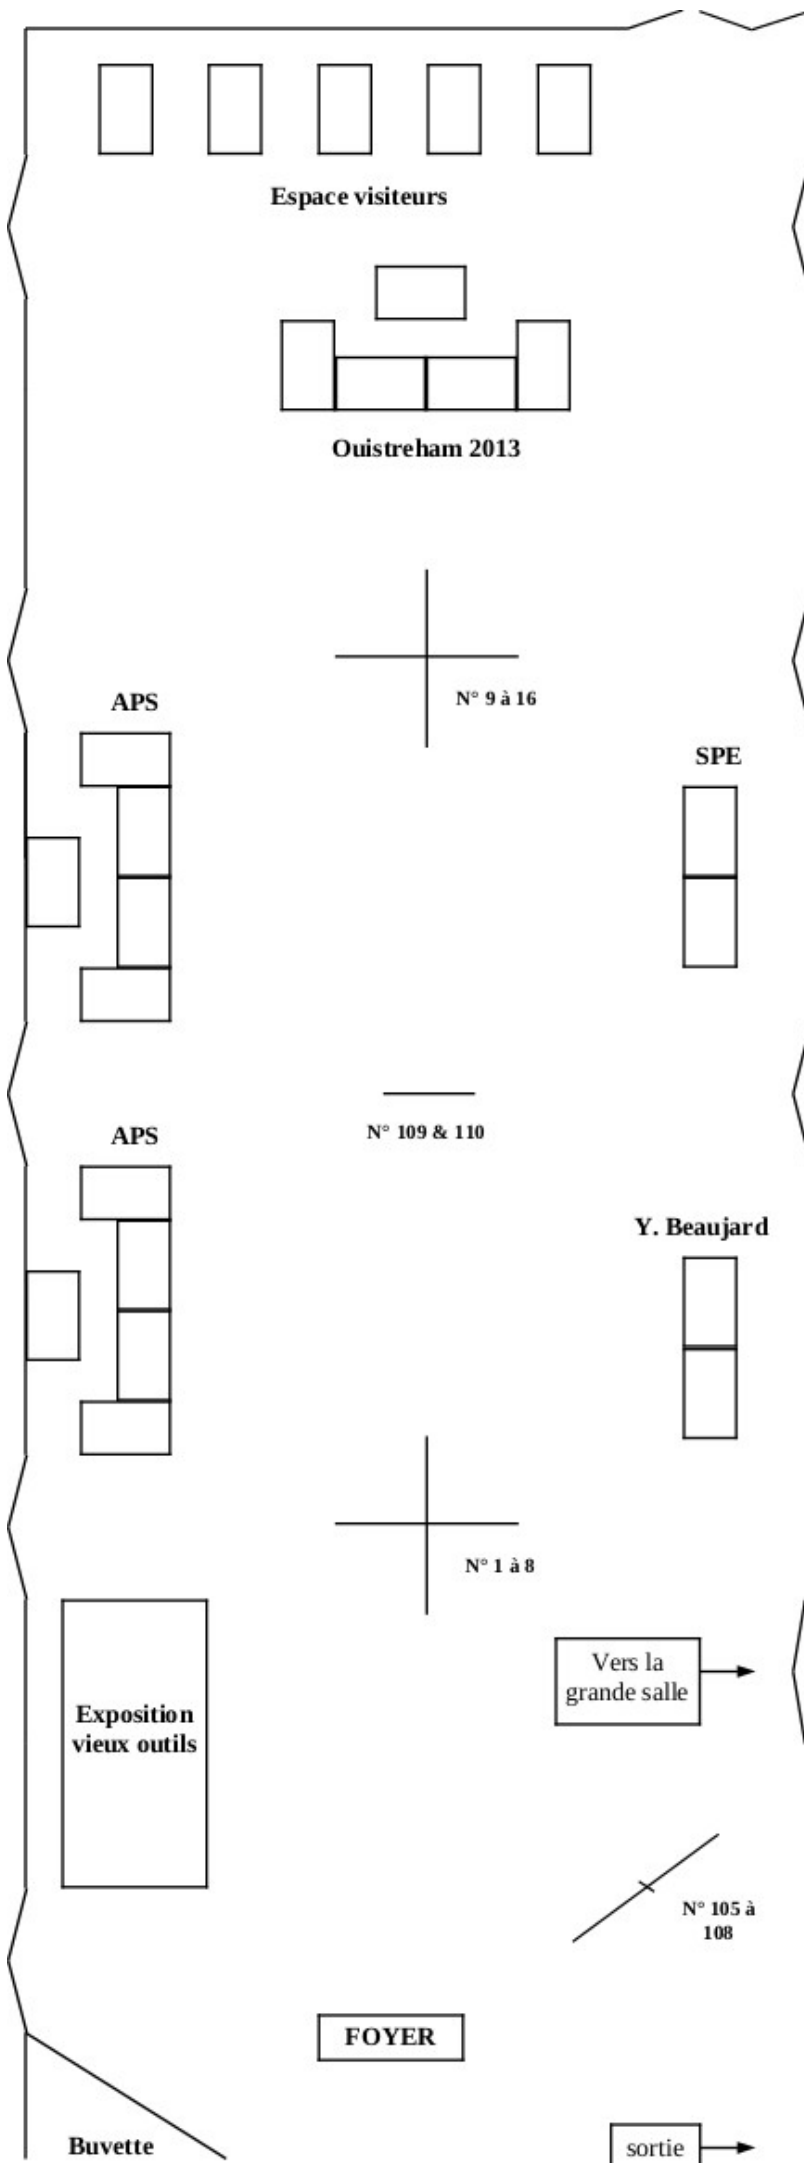 Espace visiteurs
Ouistreham 2013
N° 9 à 16
APS
SPE
N° 109 & 110
APS
Y. Beaujard
N° 1 à 8
Vers la
grande salle
Exposition
vieux outils
N° 105 à
108
FOYER
Buvette
sortie